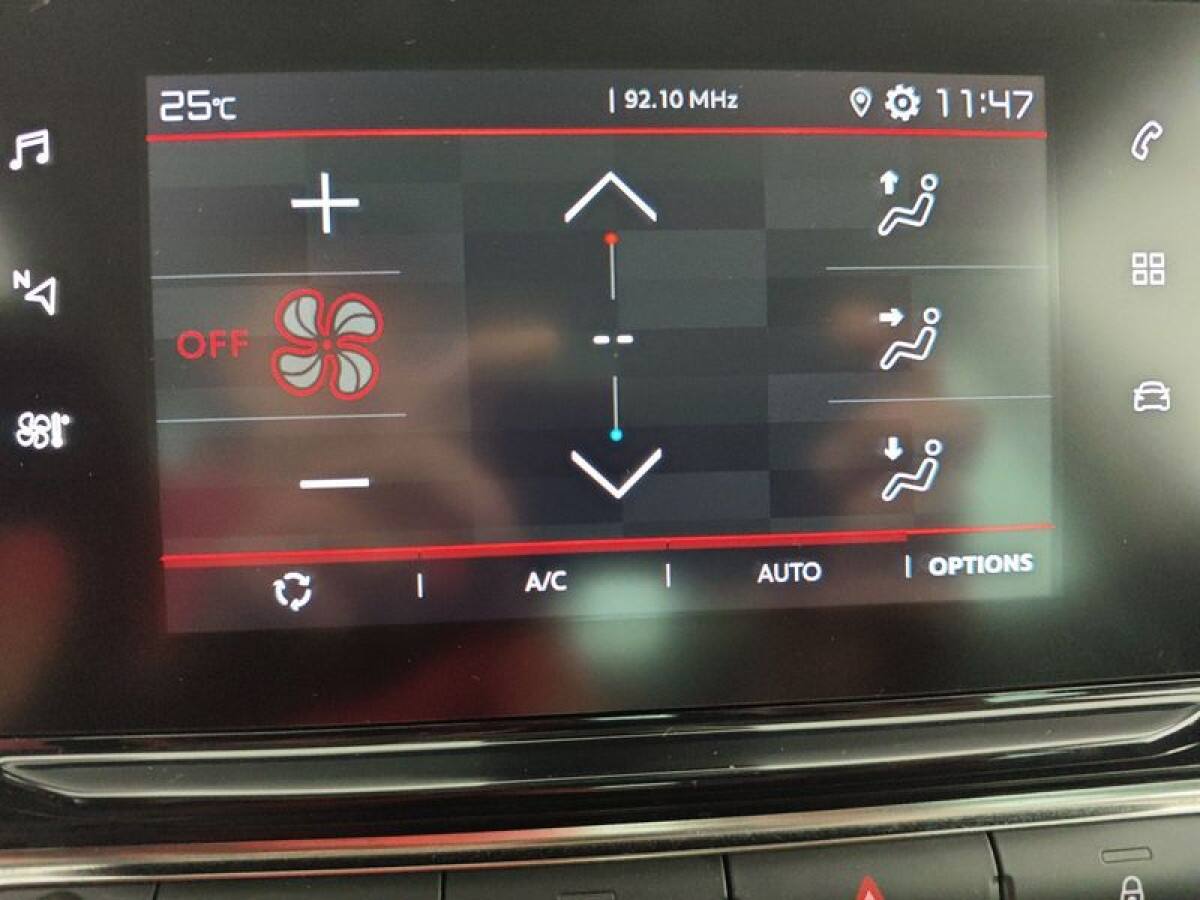 25°C | 92.10 MHz 11:47
N
OFF
--
A/C | AUTO | OPTIONS